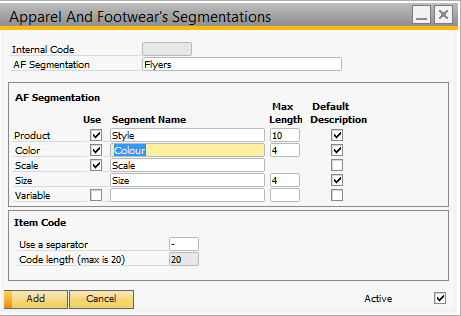 Apparel And Footwear's Segmentations
Internal Code
AF Segmentation Flyers
AF Segmentation
Use Segment Name Max Length Default Description
Product Style 10
Color Colour 4
Scale Scale
Size Size 4
Variable
Item Code
Use a separator -
Code length (max is 20) 20
Add Cancel Active